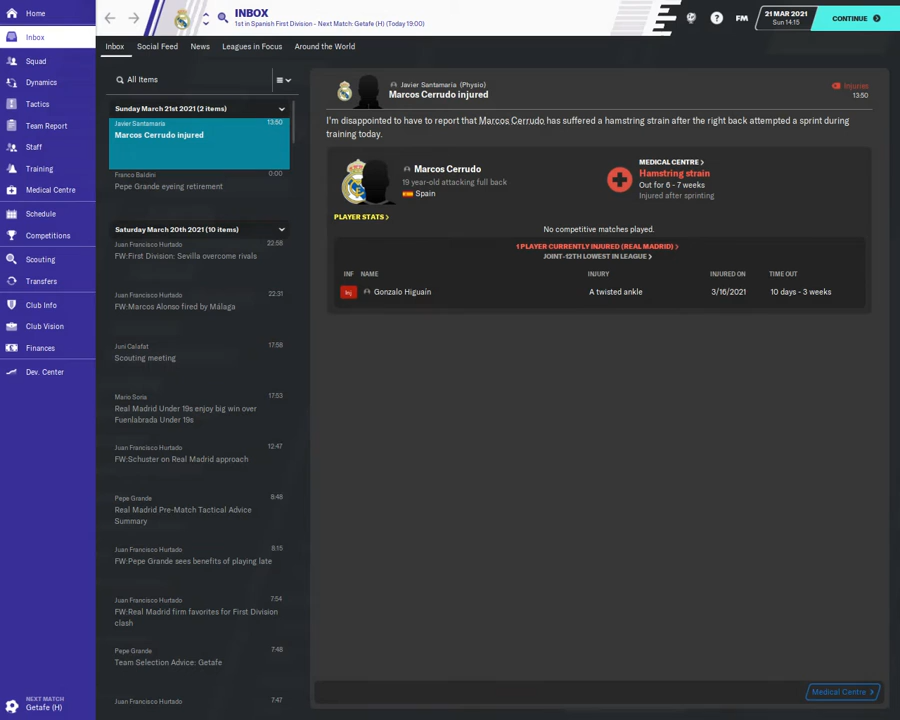 Home
Inbox
Squad
Dynamics
Tactics
Team Report
Staff
Training
Medical Centre
Schedule
Competitions
Scouting
Transfers
Club Info
Club Vision
Finances
Dev. Center
NEXT MATCH
Getafe (H)
INBOX
1st in Spanish First Division - Next Match: Getafe (H) (Today 19:00)
FM
21 MAR 2021
Sun 14:15
CONTINUE
Inbox Social Feed News Leagues in Focus Around the World
All Items
Sunday March 21st 2021 (2 items)
Javier Santamaría 13:50
Marcos Cerrudo injured
Franco Baldini 0:00
Pepe Grande eyeing retirement
Saturday March 20th 2021 (10 items)
Juan Francisco Hurtado 22:58
FW:First Division: Sevilla overcome rivals
Juan Francisco Hurtado 22:31
FW:Marcos Alonso fired by Málaga
Juni Calafat 17:58
Scouting meeting
Mario Soria 17:53
Real Madrid Under 19s enjoy big win over
Fuenlabrada Under 19s
Juan Francisco Hurtado 12:47
FW:Schuster on Real Madrid approach
Pepe Grande 8:48
Real Madrid Pre-Match Tactical Advice
Summary
Juan Francisco Hurtado 8:15
FW:Pepe Grande sees benefits of playing late
Juan Francisco Hurtado 7:54
FW:Real Madrid firm favorites for First Division
clash
Pepe Grande 7:48
Team Selection Advice: Getafe
Juan Francisco Hurtado 7:47
Javier Santamaría (Physio)
Marcos Cerrudo injured
Injuries
13:50
I'm disappointed to have to report that Marcos Cerrudo has suffered a hamstring strain after the right back attempted a sprint during
training today.
Marcos Cerrudo
19 year-old attacking full back
Spain
PLAYER STATS >
MEDICAL CENTRE >
Hamstring strain
Out for 6 - 7 weeks
Injured after sprinting
No competitive matches played.
1 PLAYER CURRENTLY INJURED (REAL MADRID) >
JOINT-12TH LOWEST IN LEAGUE >
INF NAME INJURY INJURED ON TIME OUT
Inj Gonzalo Higuaín A twisted ankle 3/16/2021 10 days - 3 weeks
Medical Centre >